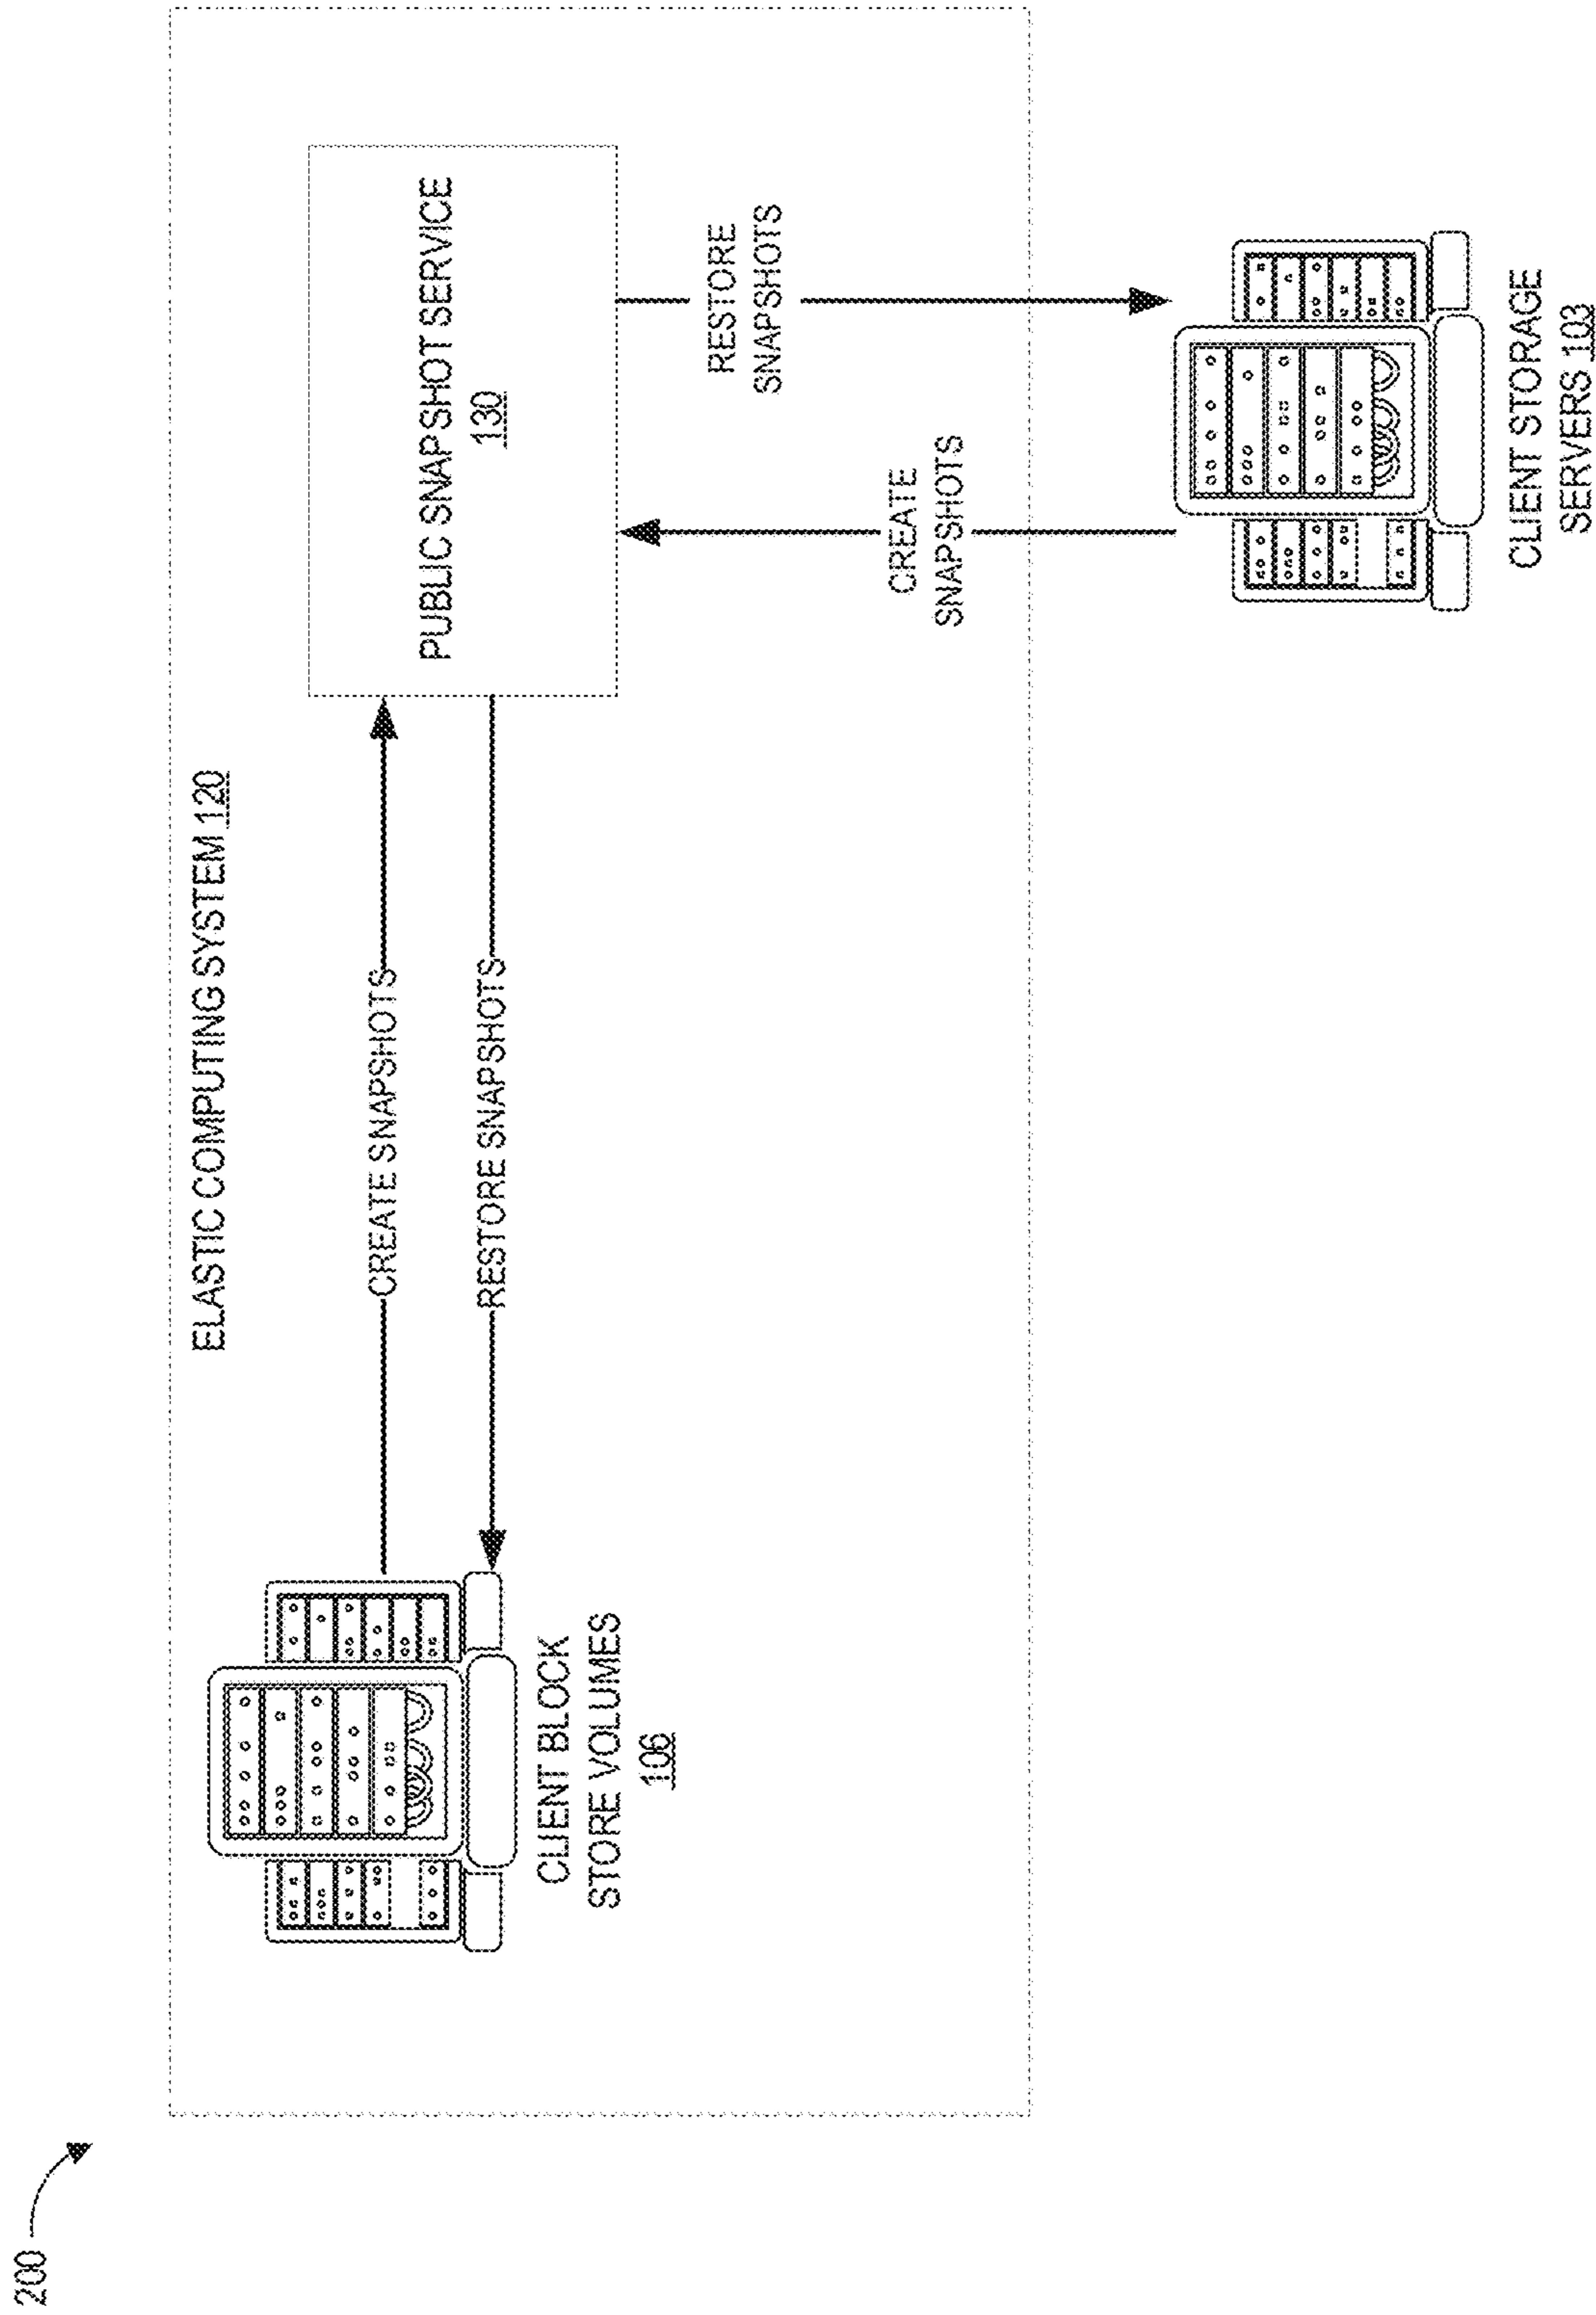 200
ELASTIC COMPUTING SYSTEM 120
CLIENT BLOCK
STORE VOLUMES
106
CREATE SNAPSHOTS
RESTORE SNAPSHOTS
PUBLIC SNAPSHOT SERVICE
130
CREATE
SNAPSHOTS
RESTORE
SNAPSHOTS
CLIENT STORAGE
SERVERS 103